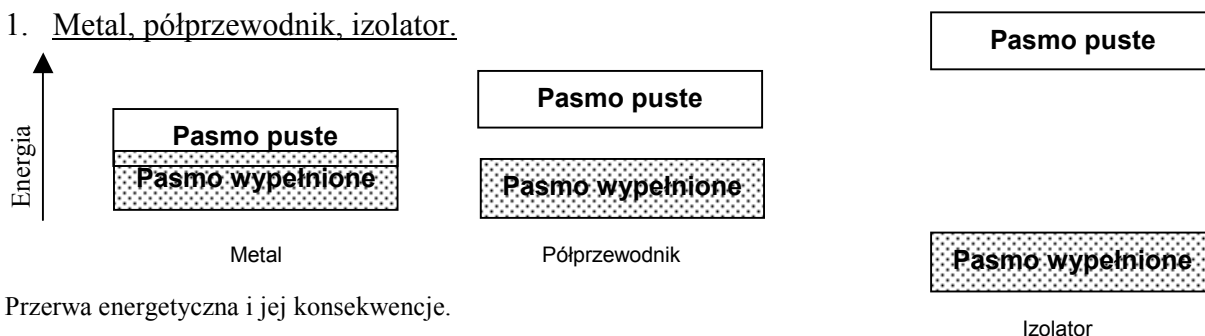 1. Metal, półprzewodnik, izolator.
Energia
Pasmo puste
Pasmo wypełnione
Metal
Pasmo puste
Pasmo wypełnione
Półprzewodnik
Pasmo puste
Pasmo wypełnione
Izolator
Przerwa energetyczna i jej konsekwencje.